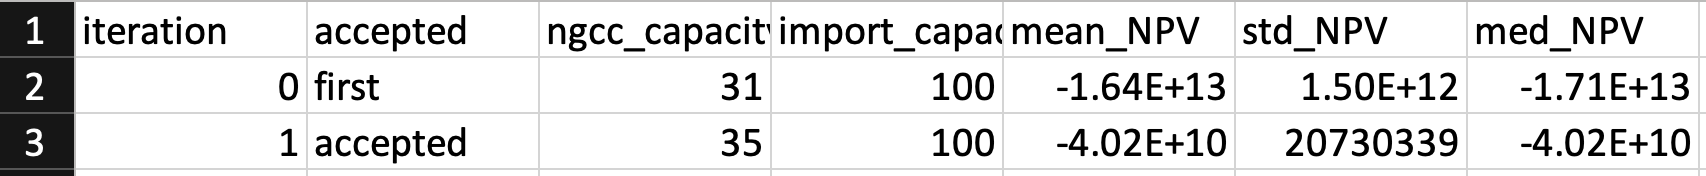 1 iteration accepted ngcc_capacity import_capac mean_NPV std_NPV med_NPV
2 0 first 31 100 -1.64E+13 1.50E+12 -1.71E+13
3 1 accepted 35 100 -4.02E+10 20730339 -4.02E+10